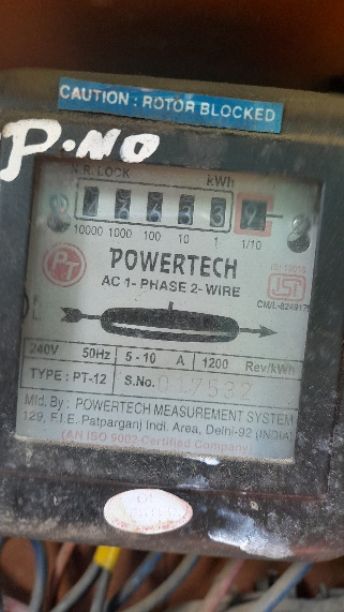 CAUTION : ROTOR BLOCKED
P.NO
N.R. LOCK kWh
10000 1000 100 10 1 1/10
PT
POWERTECH
AC 1- PHASE 2- WIRE
240V 50Hz 5 - 10 A 1200 Rev/kWh
TYPE : PT-12 S.No. 017532
Mfd. By : POWERTECH MEASUREMENT SYSTEM
129, F.I.E. Patparganj Indl. Area, Delhi-92 (INDIA)
(AN ISO 9002 Certified Company)